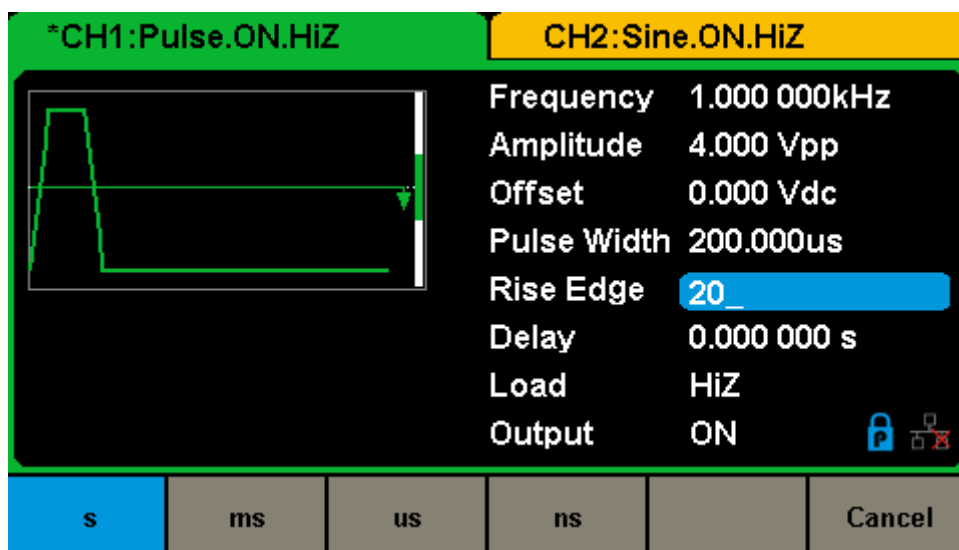 *CH1:Pulse.ON.HiZ CH2:Sine.ON.HiZ
Frequency 1.000 000kHz
Amplitude 4.000 Vpp
Offset 0.000 Vdc
Pulse Width 200.000us
Rise Edge 20_
Delay 0.000 000 s
Load HiZ
Output ON P
s ms us ns Cancel